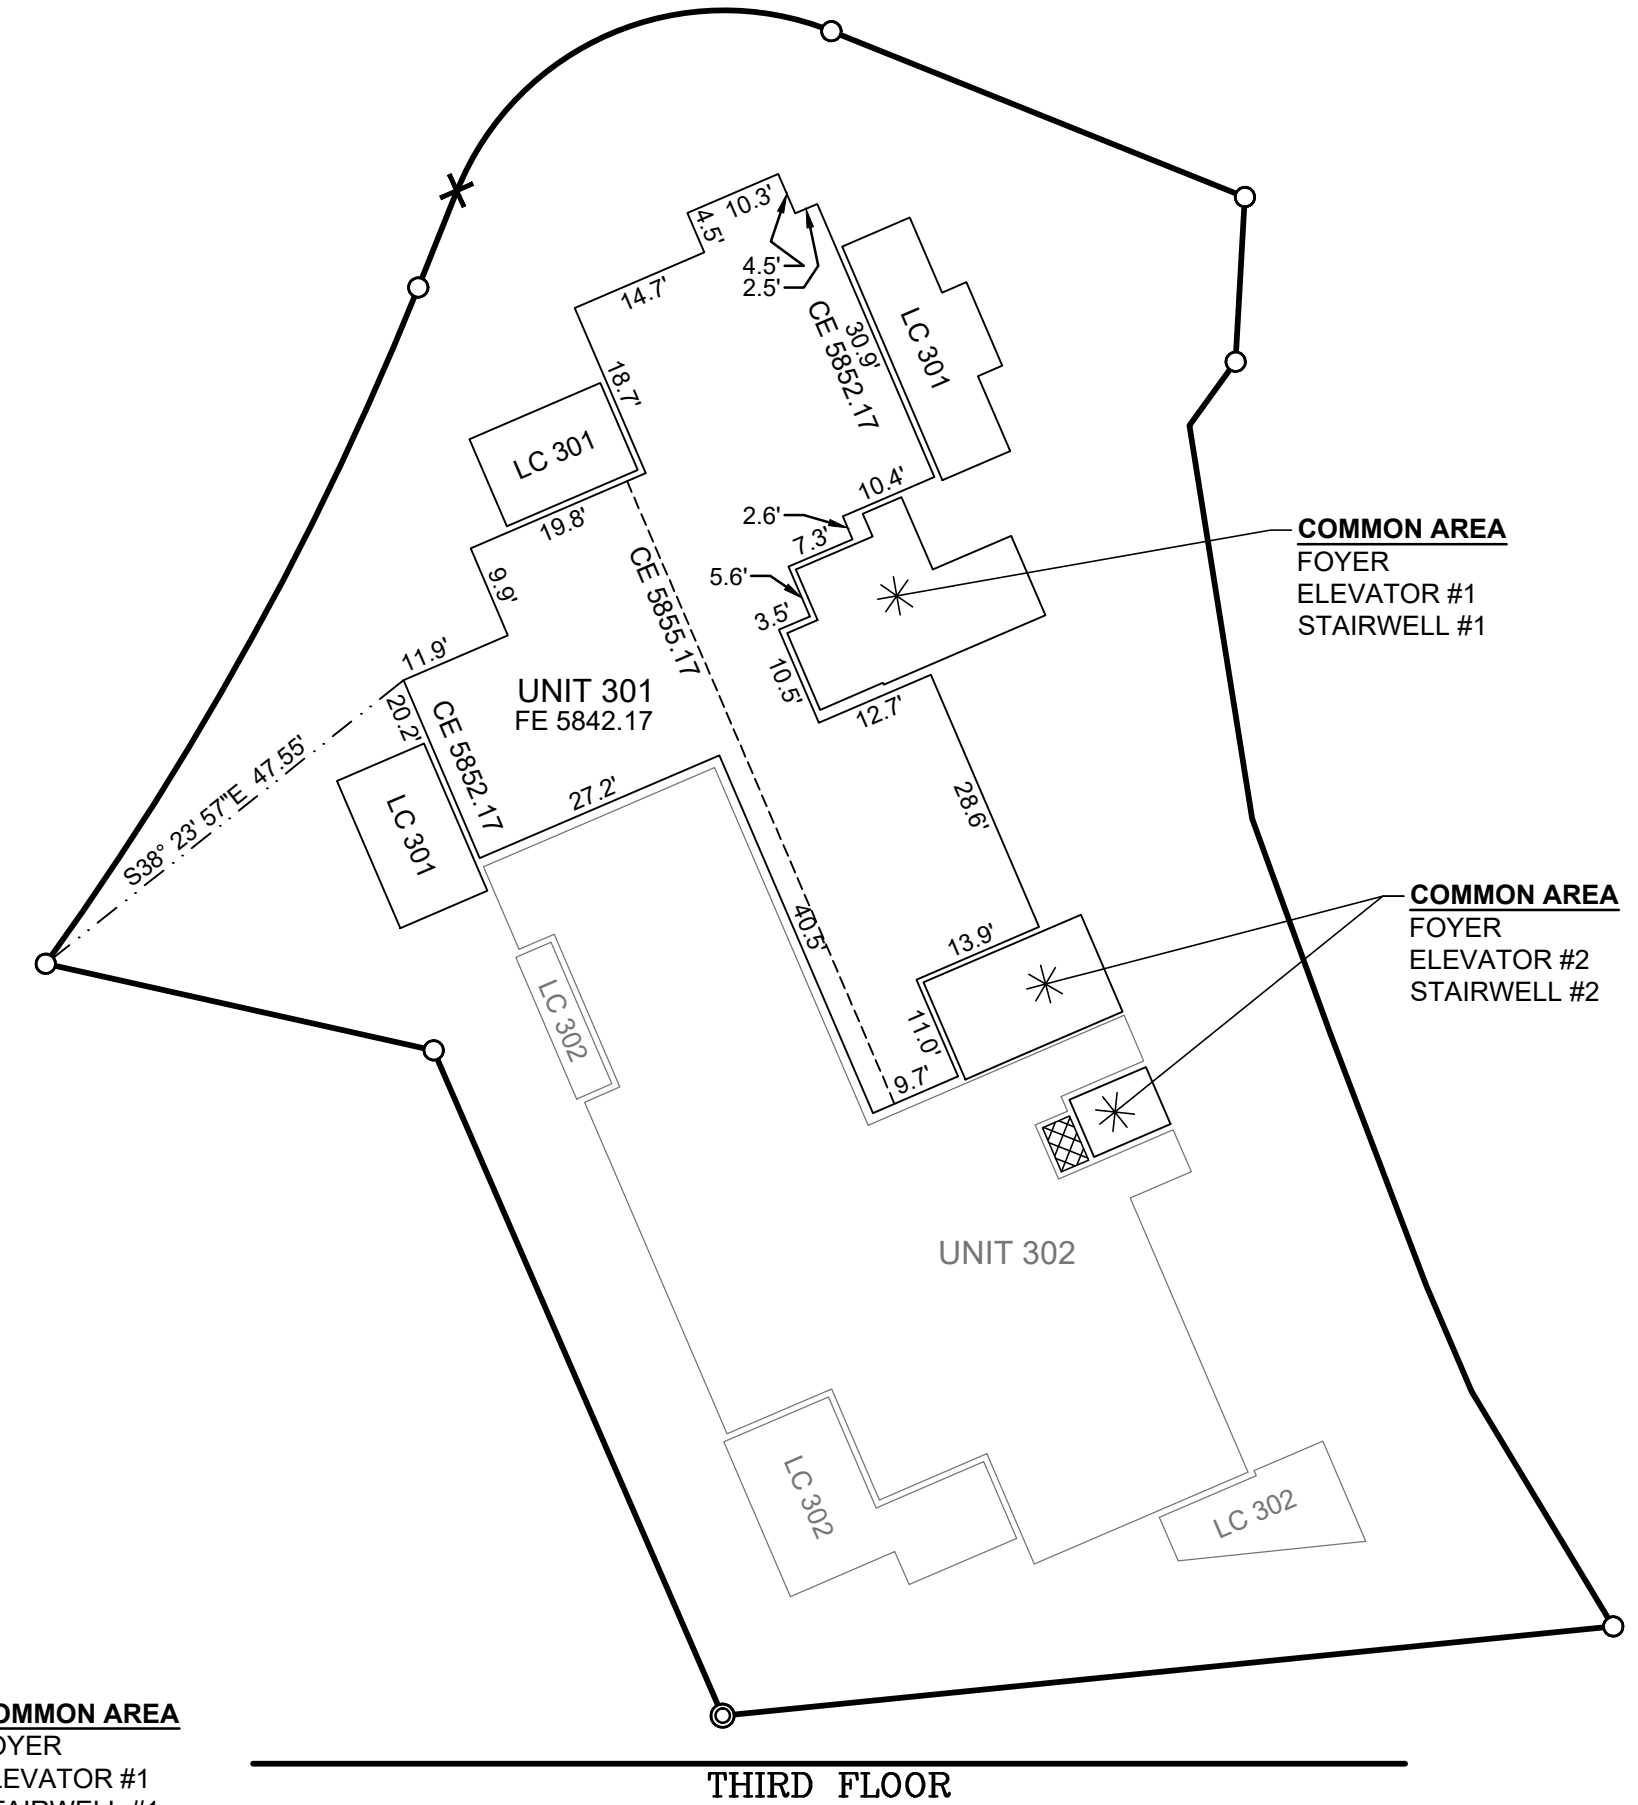 10.3'
4.5'
4.5'
2.5'
14.7'
CE 5852.17
30.9'
LC 301
18.7'
LC 301
10.4'
19.8'
2.6'
7.3'
COMMON AREA
FOYER
ELEVATOR #1
STAIRWELL #1
9.9'
CE 5855.17
5.6'
3.5'
11.9'
10.5'
UNIT 301
FE 5842.17
20.2'
CE 5852.17
12.7'
S38° 23' 57"E 47.55'
27.2'
28.6'
LC 301
COMMON AREA
FOYER
ELEVATOR #2
STAIRWELL #2
40.5'
13.9'
LC 302
11.0'
9.7'
UNIT 302
LC 302
LC 302
OMMON AREA
OYER
LEVATOR #1
TAIRWELL #1
THIRD FLOOR